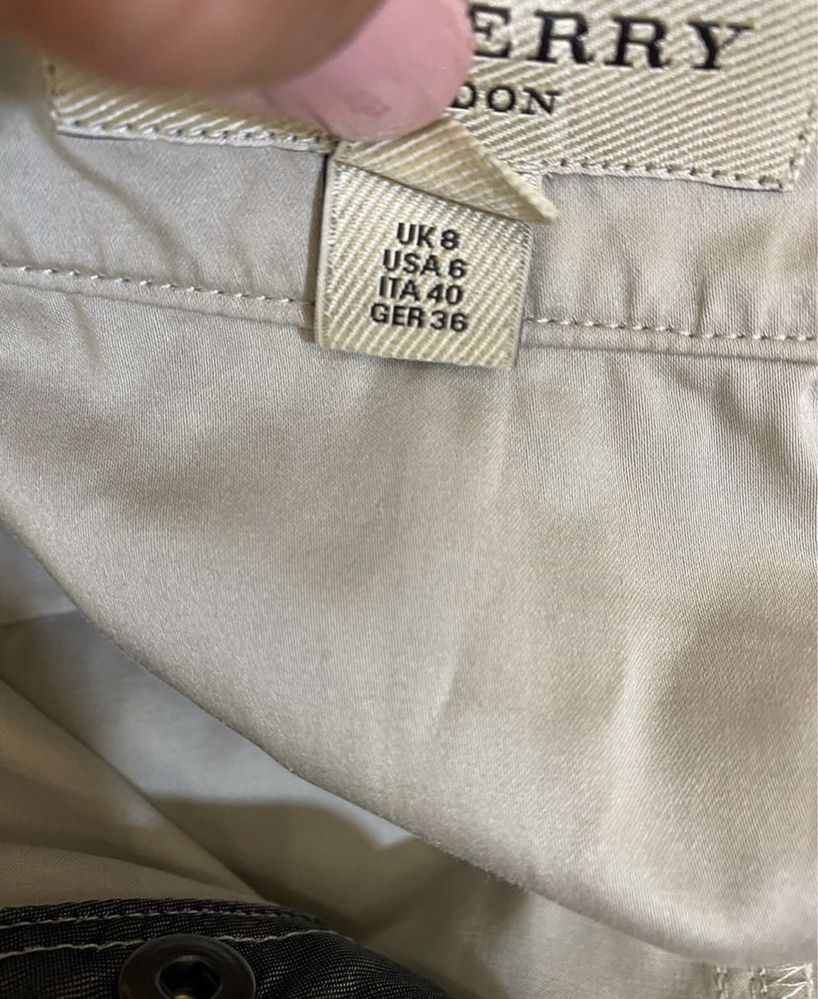 ERRY
DON
UK 8
USA 6
ITA 40
GER 36